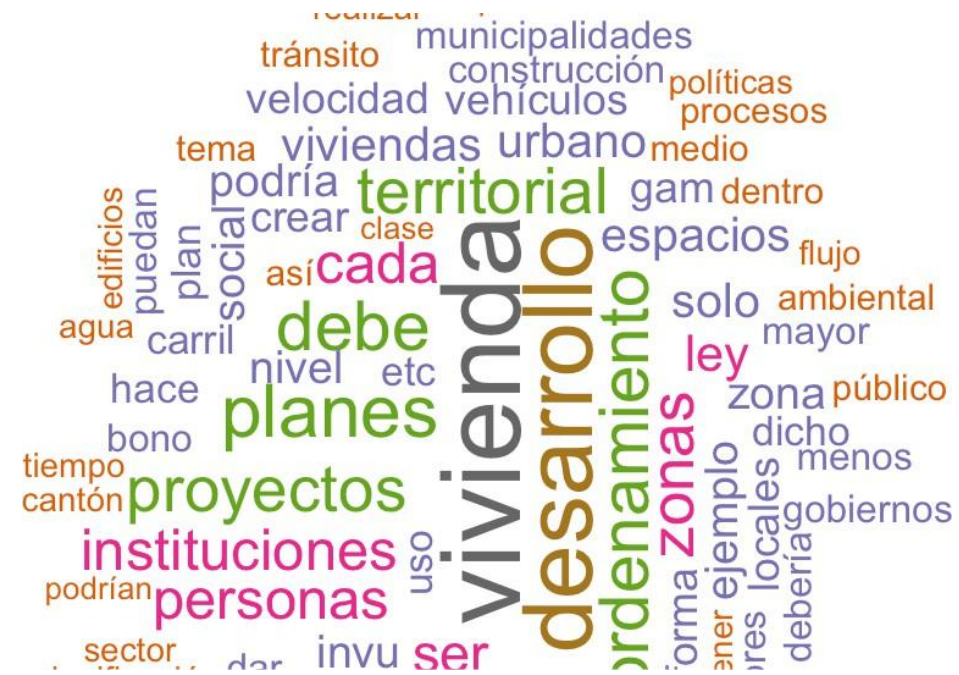 realizar
municipalidades
tránsito
construcción
políticas
velocidad vehículos
procesos
tema viviendas urbano medio
podría territorial gam dentro
edificios
puedan
plan
social
crear
clase
espacios
flujo
así cada
vivienda
desarrollo
ordenamiento
solo ambiental
agua
carril
debe
ley
mayor
nivel etc
hace
planes
zonas
zona público
bono
dicho
menos
tiempo
cantón
proyectos
ejemplo
locales
gobiernos
instituciones
uso
podrían
personas
forma
debería
sector
invu ser
dar